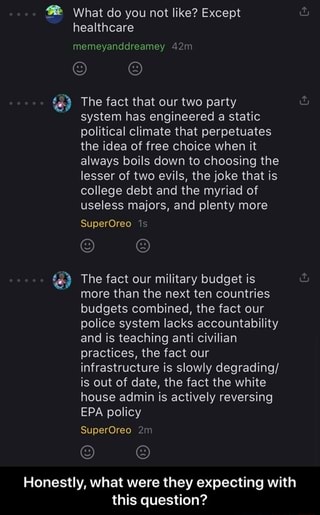 What do you not like? Except
healthcare
memeyanddreamey 42m
The fact that our two party
system has engineered a static
political climate that perpetuates
the idea of free choice when it
always boils down to choosing the
lesser of two evils, the joke that is
college debt and the myriad of
useless majors, and plenty more
SuperOreo 1s
The fact our military budget is
more than the next ten countries
budgets combined, the fact our
police system lacks accountability
and is teaching anti civilian
practices, the fact our
infrastructure is slowly degrading/
is out of date, the fact the white
house admin is actively reversing
EPA policy
SuperOreo 2m
Honestly, what were they expecting with
this question?